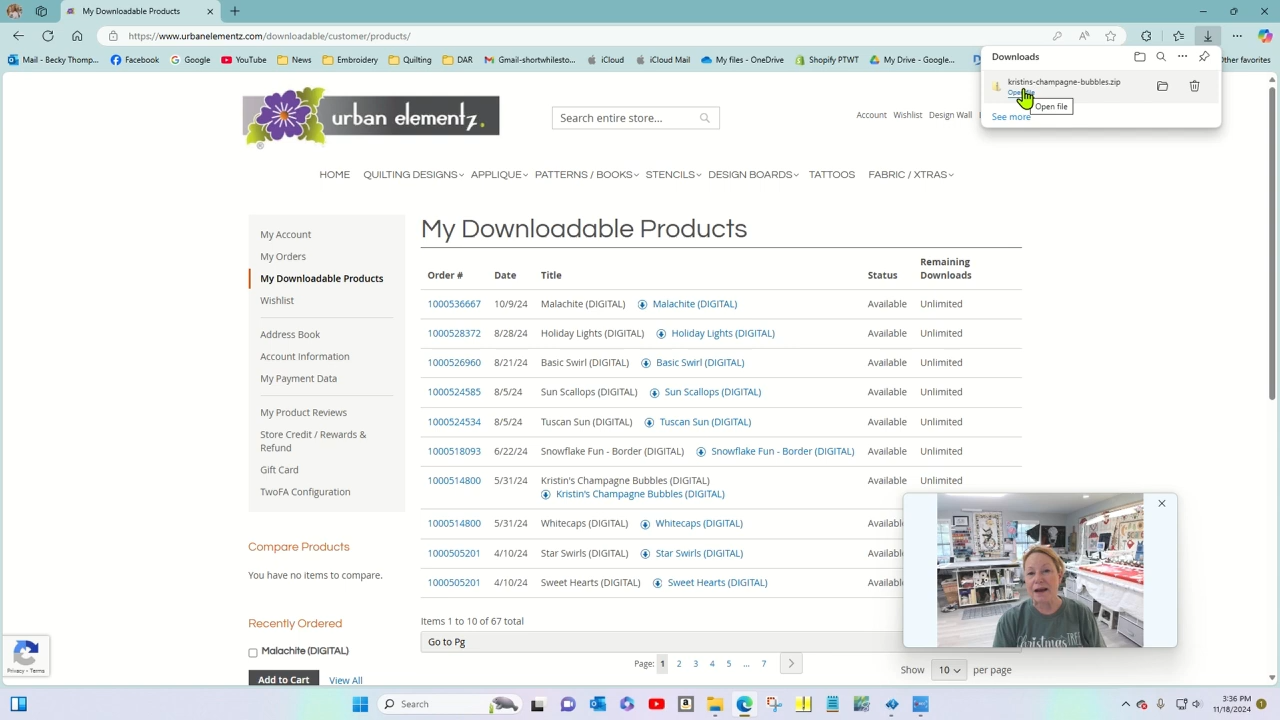 My Downloadable Products
https://www.urbanelementz.com/downloadable/customer/products/
Mail - Becky Thomp...
Facebook
Google
YouTube
News
Embroidery
Quilting
DAR
Gmail-shortwhilesto...
iCloud
iCloud Mail
My files - OneDrive
Shopify PTWT
My Drive - Google...
Other favorites
Downloads
kristins-champagne-bubbles.zip
Open file
See more
urban elementz.
Search entire store...
Account
Wishlist
Design Wall
HOME
QUILTING DESIGNS
APPLIQUE
PATTERNS / BOOKS
STENCILS
DESIGN BOARDS
TATTOOS
FABRIC / XTRAS
My Account
My Orders
My Downloadable Products
Wishlist
Address Book
Account Information
My Payment Data
My Product Reviews
Store Credit / Rewards &
Refund
Gift Card
TwoFA Configuration
Compare Products
You have no items to compare.
Recently Ordered
Malachite (DIGITAL)
Add to Cart
View All
My Downloadable Products
Order # Date Title Status Remaining
Downloads
1000536667 10/9/24 Malachite (DIGITAL) Malachite (DIGITAL) Available Unlimited
1000528372 8/28/24 Holiday Lights (DIGITAL) Holiday Lights (DIGITAL) Available Unlimited
1000526960 8/21/24 Basic Swirl (DIGITAL) Basic Swirl (DIGITAL) Available Unlimited
1000524585 8/5/24 Sun Scallops (DIGITAL) Sun Scallops (DIGITAL) Available Unlimited
1000524534 8/5/24 Tuscan Sun (DIGITAL) Tuscan Sun (DIGITAL) Available Unlimited
1000518093 6/22/24 Snowflake Fun - Border (DIGITAL) Snowflake Fun - Border (DIGITAL) Available Unlimited
1000514800 5/31/24 Kristin's Champagne Bubbles (DIGITAL) Available Unlimited
Kristin's Champagne Bubbles (DIGITAL)
1000514800 5/31/24 Whitecaps (DIGITAL) Whitecaps (DIGITAL)
1000505201 4/10/24 Star Swirls (DIGITAL) Star Swirls (DIGITAL)
1000505201 4/10/24 Sweet Hearts (DIGITAL) Sweet Hearts (DIGITAL)
Items 1 to 10 of 67 total
Go to Pg
Page: 1 2 3 4 5 ... 7
Show 10 per page
Christmas TREE
Privacy - Terms
Search
3:36 PM
11/18/2024